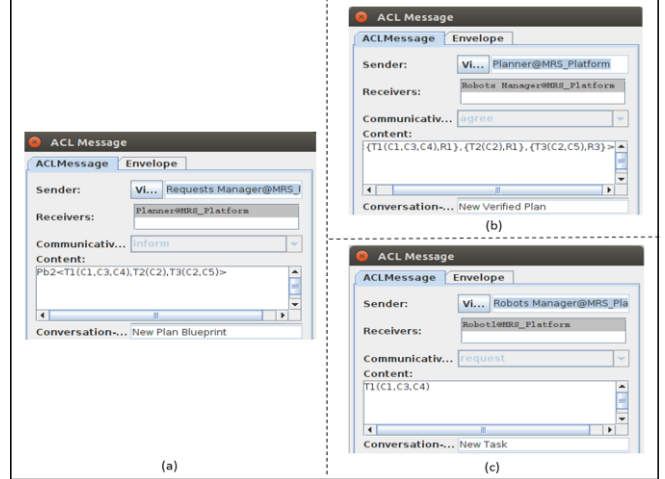 ACL Message
ACLMessage Envelope
Sender: Vi... Requests Manager@MRS_
Receivers: Planner@MRS_Platform
Communicativ... inform
Content:
Pb2<T1(C1,C3,C4),T2(C2),T3(C2,C5)>
Conversation-... New Plan Blueprint
(a)
ACL Message
ACLMessage Envelope
Sender: Vi... Planner@MRS_Platform
Receivers: Robots Manager@MRS_Platform
Communicativ... agree
Content:
{T1(C1,C3,C4),R1},{T2(C2),R1},{T3(C2,C5),R3}>
Conversation-... New Verified Plan
(b)
ACL Message
ACLMessage Envelope
Sender: Vi... Robots Manager@MRS_Pla
Receivers: Robot1@MRS_Platform
Communicativ... request
Content:
T1(C1,C3,C4)
Conversation-... New Task
(c)